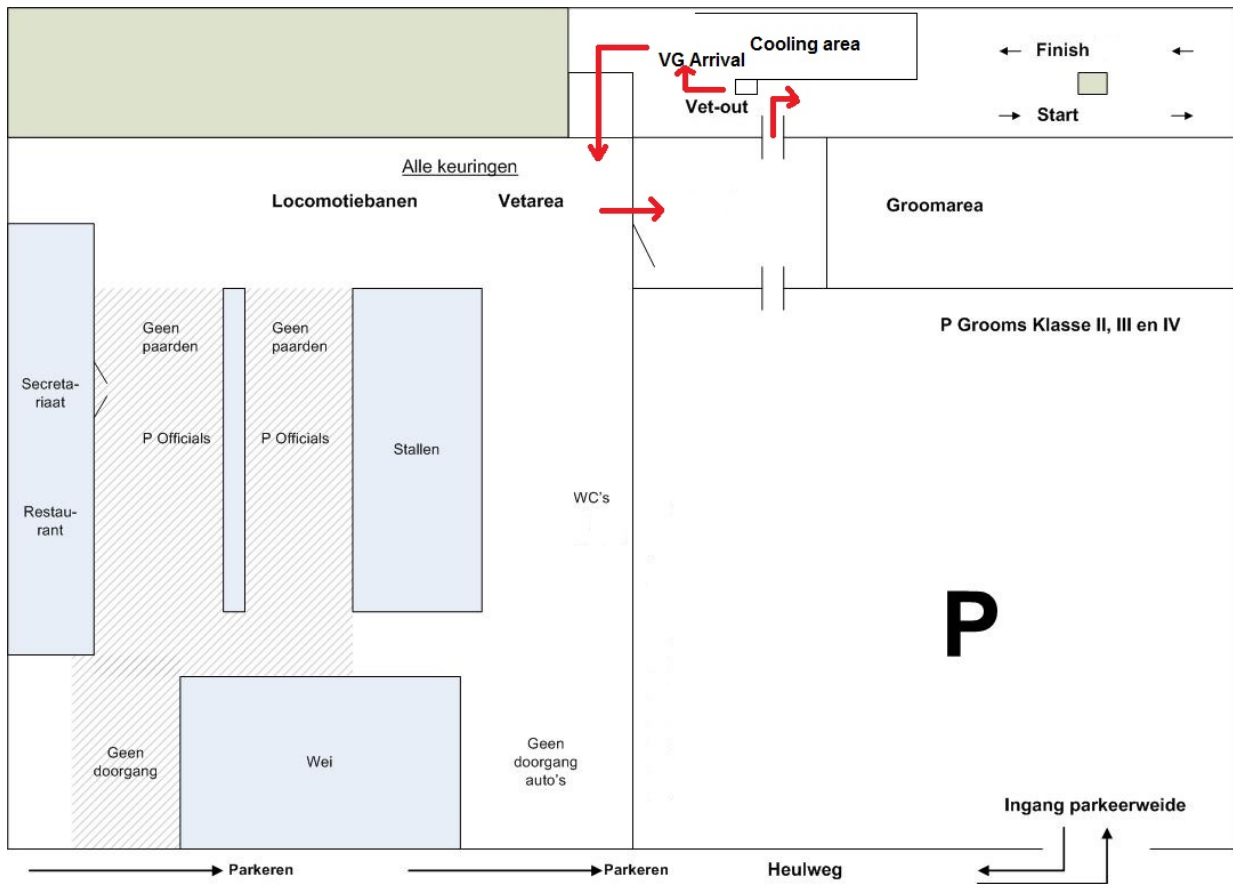 Cooling area
Finish
VG Arrival
Vet-out
Start
Alle keuringen
Locomotiebanen
Vetarea
Groomarea
P Grooms Klasse II, III en IV
Geen
paarden
Geen
paarden
Secreta-
riaat
P Officials
P Officials
Stallen
WC's
Restau-
rant
P
Geen
doorgang
Wei
Geen
doorgang
auto's
Ingang parkeerweide
Parkeren
Parkeren
Heulweg